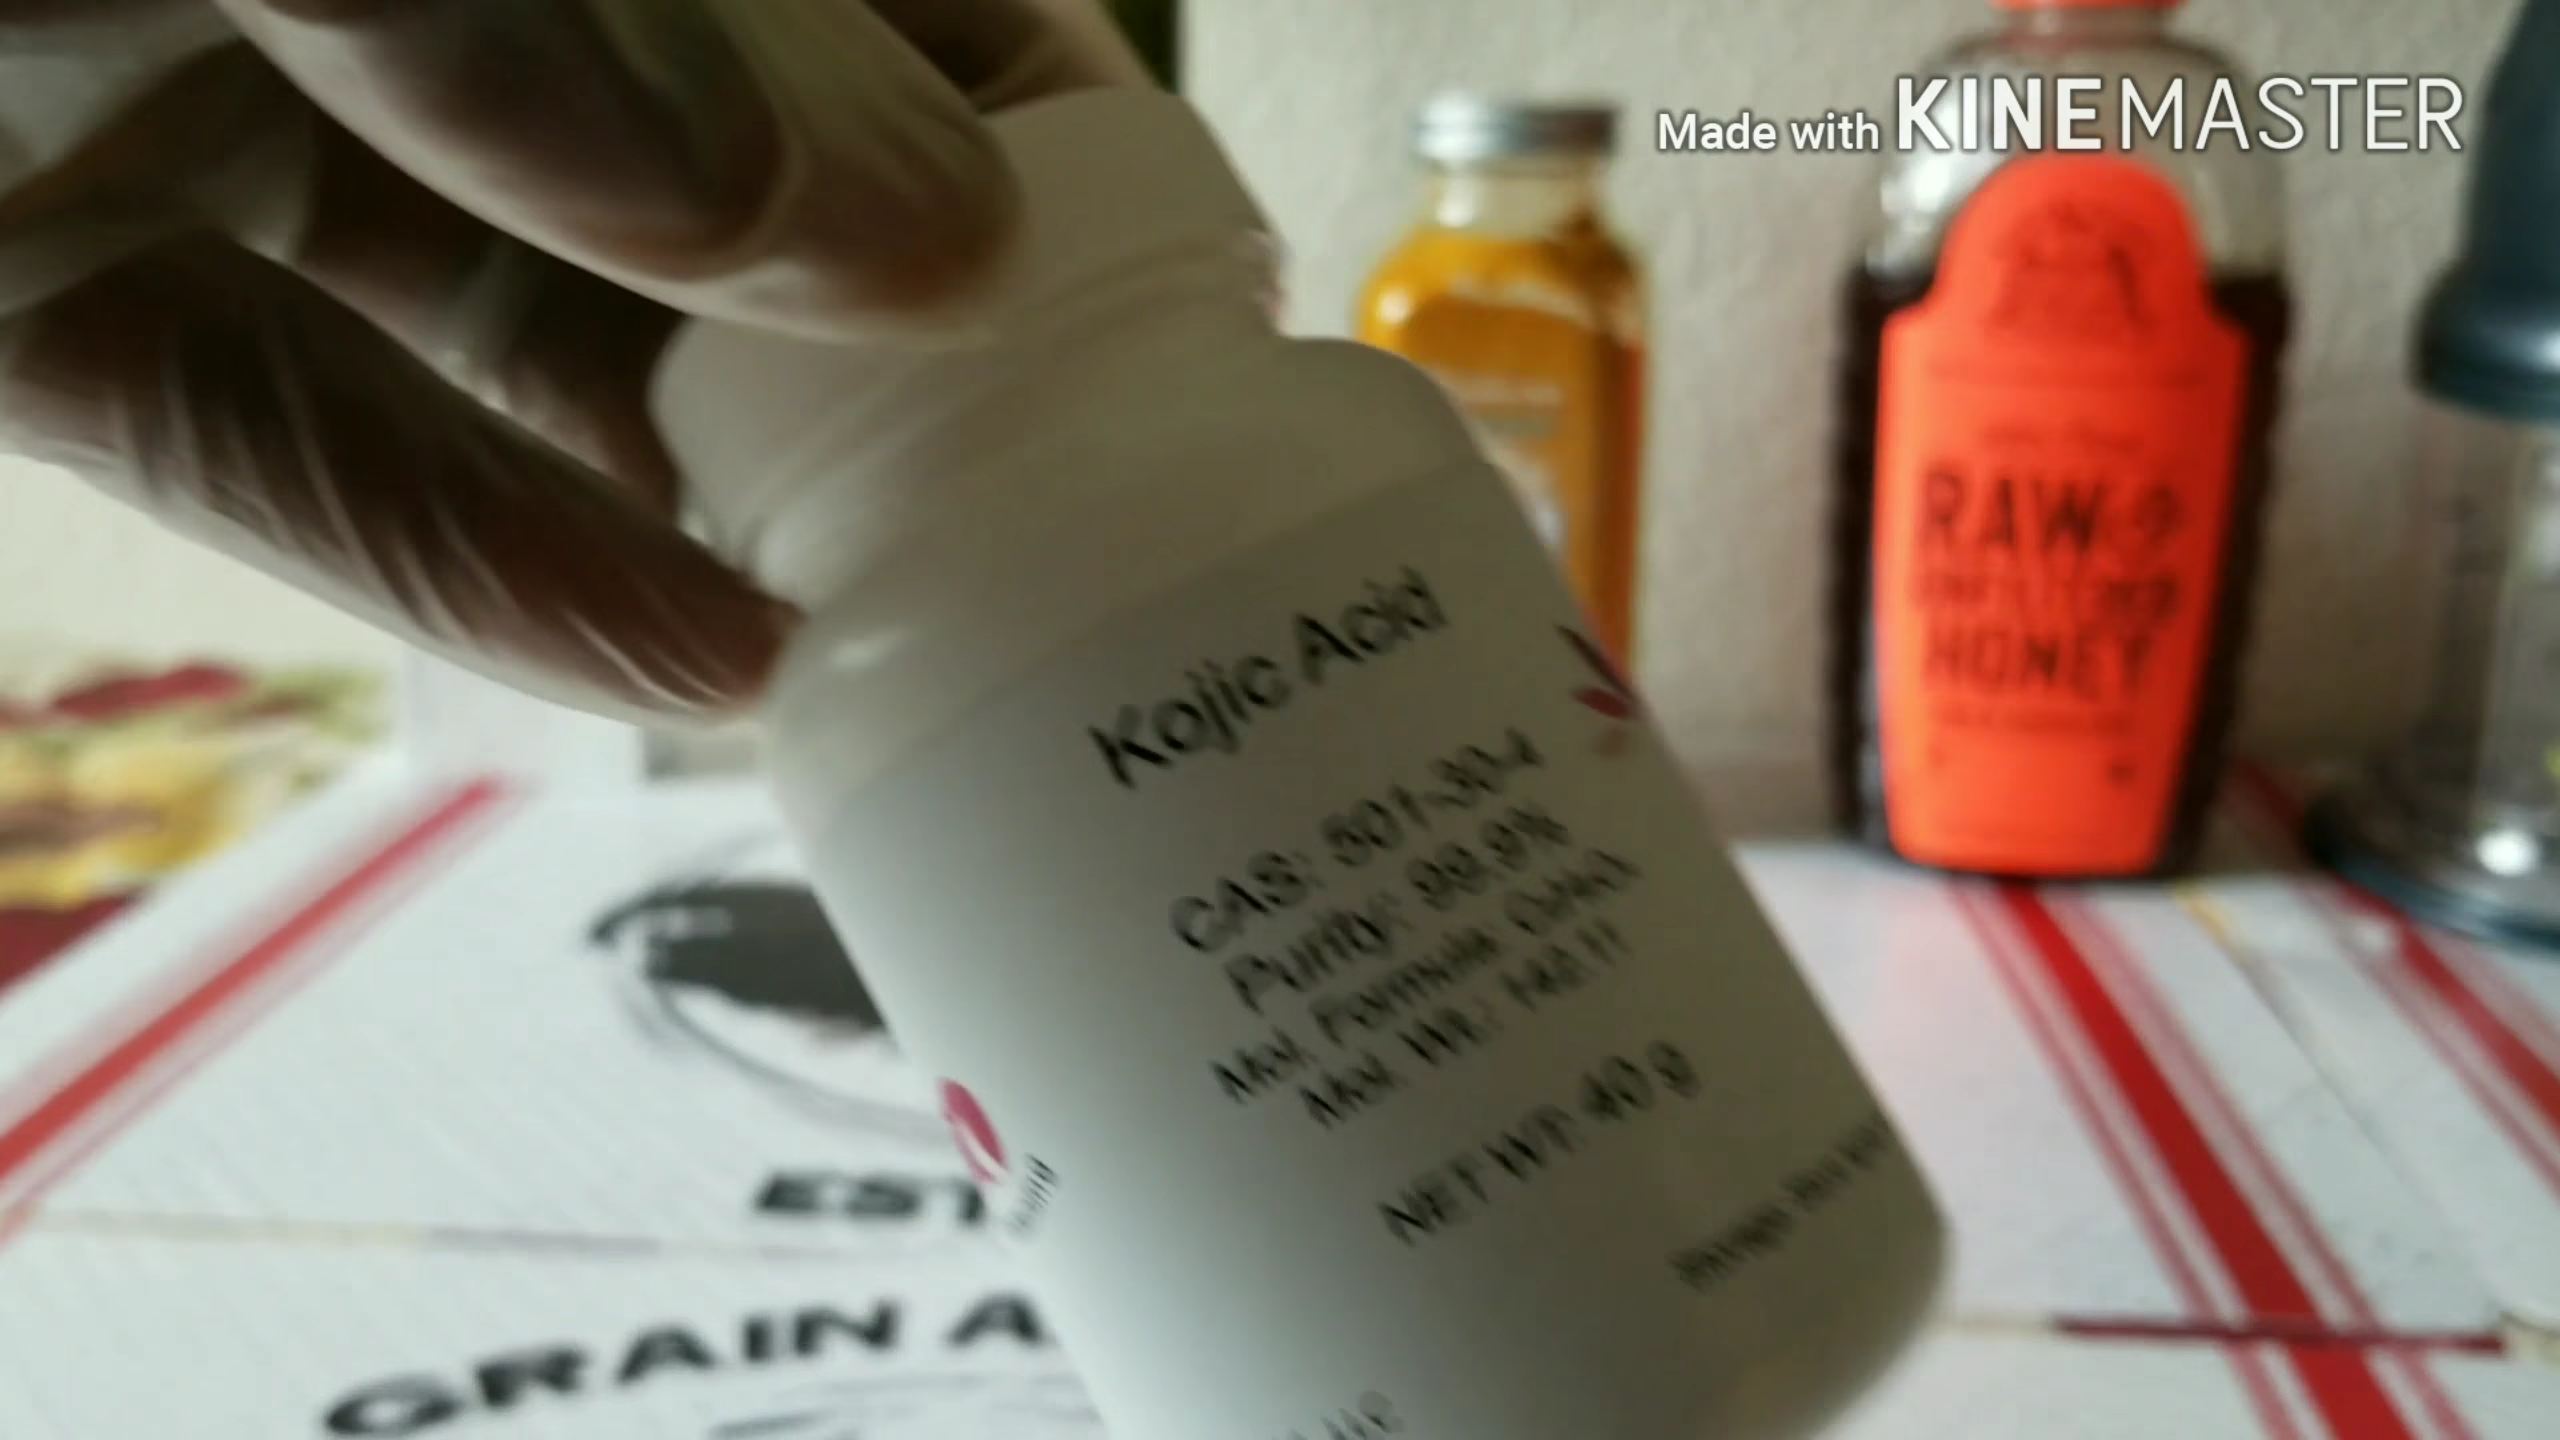 Made with KINEMASTER
RAW &
UNFILTERED
HONEY
Kojic Acid
CAS: 501-30-4
Purity: 99.9%
Mol. Formula:
Mol. Wt.: 142.11
NET WT: 40 g
EST
GRAIN A